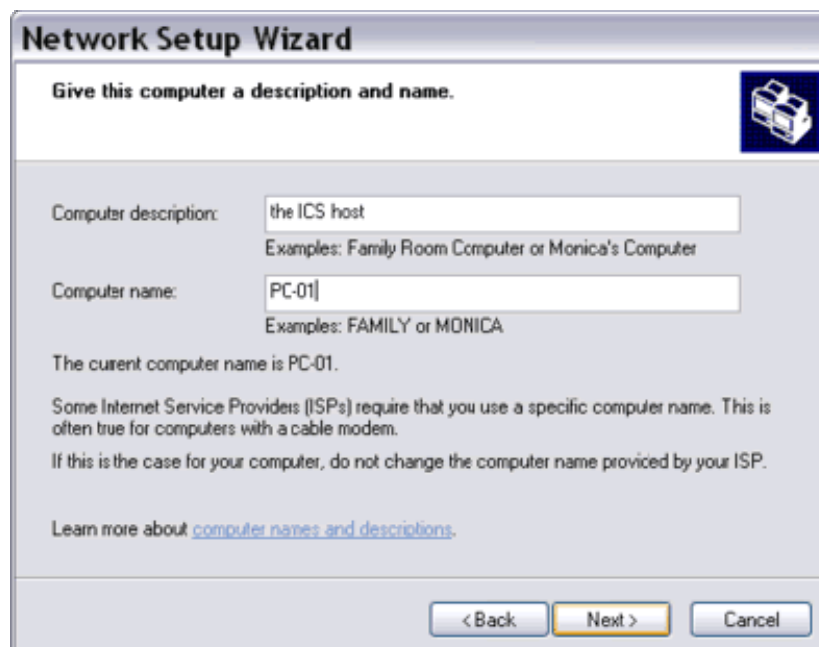 Network Setup Wizard
Give this computer a description and name.
Computer description:
the ICS host
Examples: Family Room Computer or Monica's Computer
Computer name:
PC-01
Examples: FAMILY or MONICA
The current computer name is PC-01.
Some Internet Service Providers (ISPs) require that you use a specific computer name. This is
often true for computers with a cable modem.
If this is the case for your computer, do not change the computer name provided by your ISP.
Learn more about computer names and descriptions.
< Back
Next >
Cancel